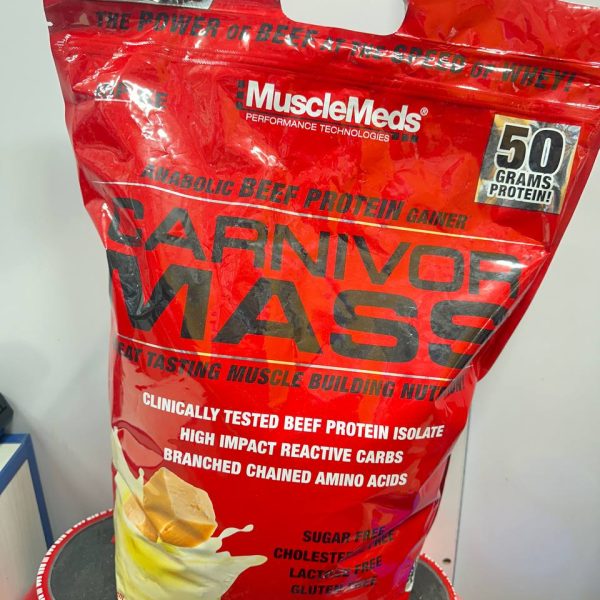 THE POWER OF BEEF AT THE SPEED OF WHEY!
MuscleMeds®
PERFORMANCE TECHNOLOGIES
50
GRAMS
PROTEIN!
ANABOLIC BEEF PROTEIN GAINER
CARNIVOR
MASS
TASTING MUSCLE BUILDING
CLINICALLY TESTED BEEF PROTEIN ISOLATE
HIGH IMPACT REACTIVE CARBS
BRANCHED CHAINED AMINO ACIDS
SUGAR FREE
CHOLESTEROL FREE
LACTOSE FREE
GLUTEN FREE